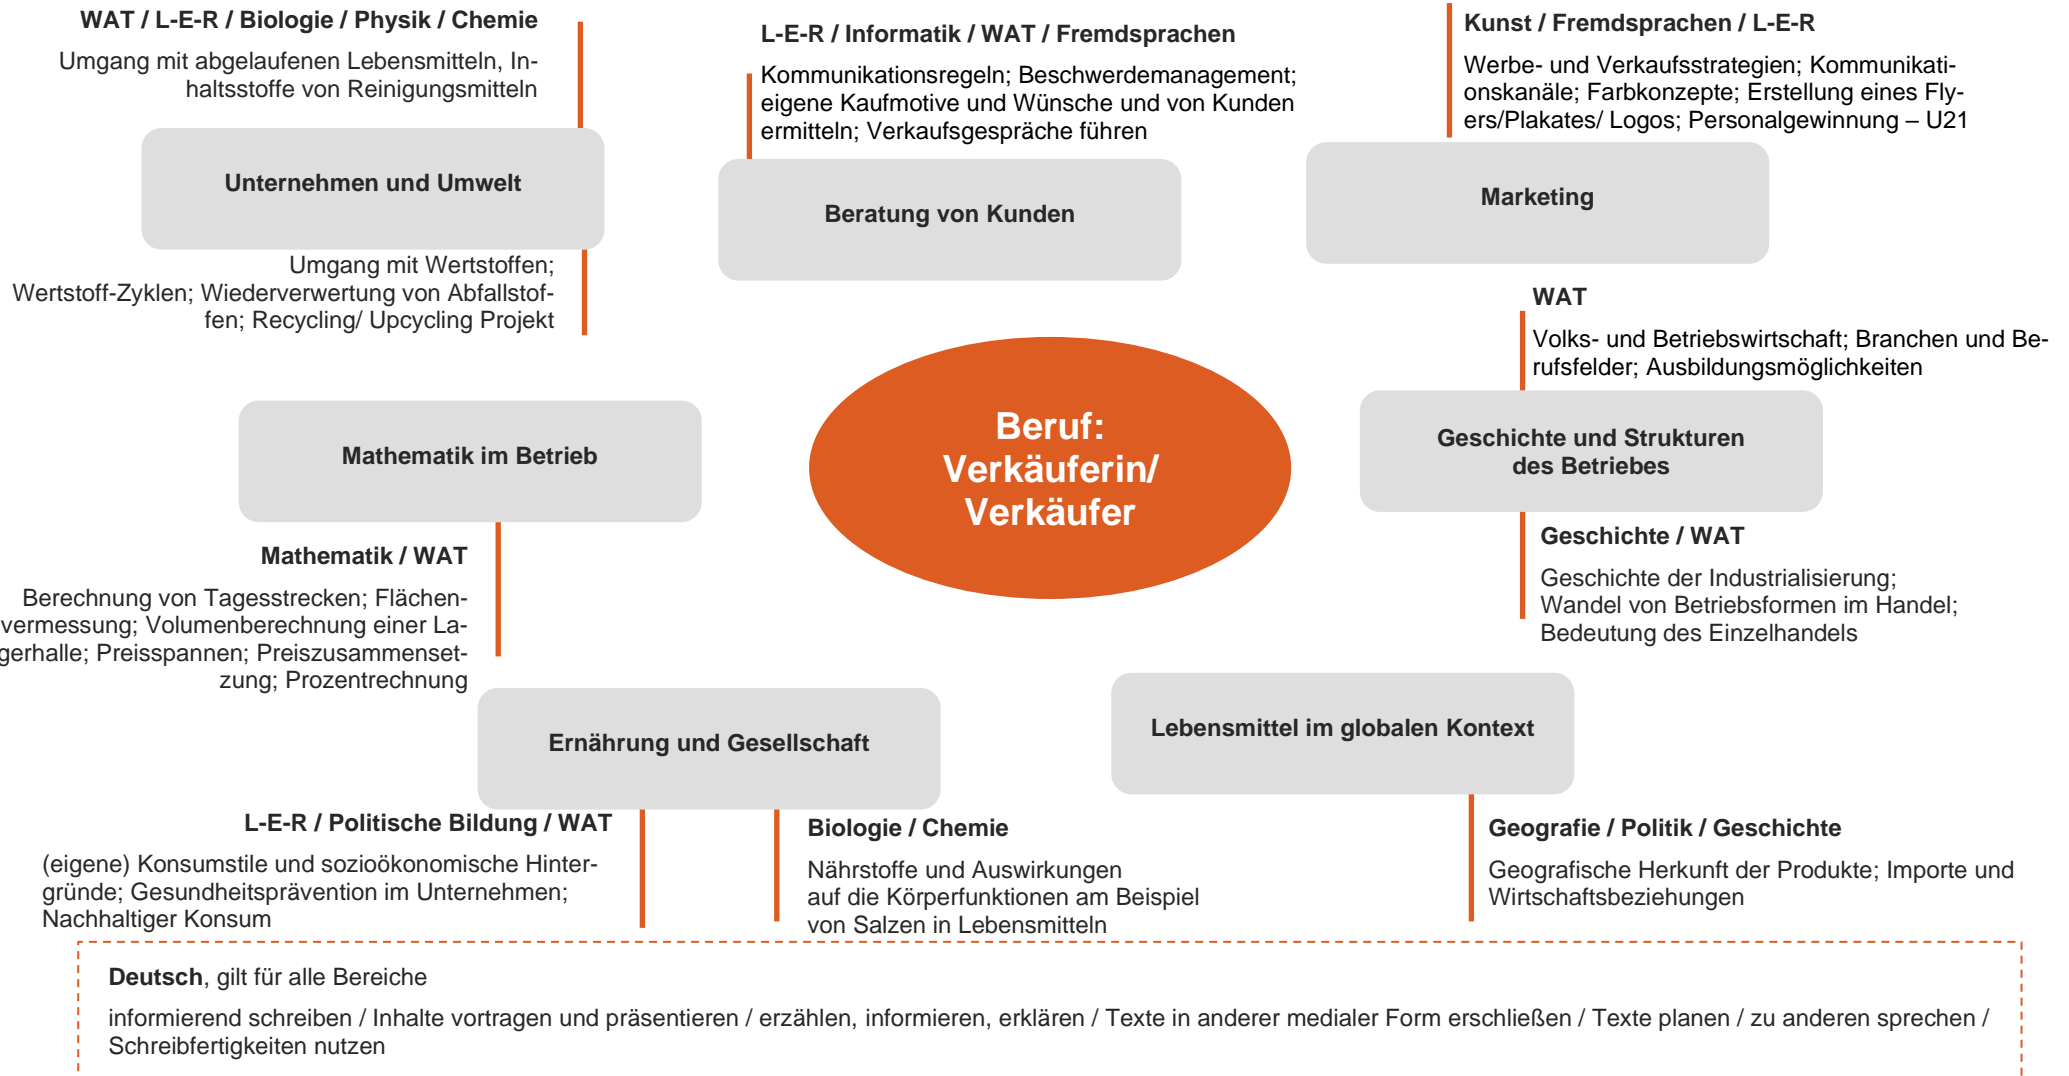 WAT / L-E-R / Biologie / Physik / Chemie
Umgang mit abgelaufenen Lebensmitteln, In-
haltsstoffe von Reinigungsmitteln
Unternehmen und Umwelt
Umgang mit Wertstoffen;
Wertstoff-Zyklen; Wiederverwertung von Abfallstof-
fen; Recycling/ Upcycling Projekt
L-E-R / Informatik / WAT / Fremdsprachen
Kommunikationsregeln; Beschwerdemanagement;
eigene Kaufmotive und Wünsche und von Kunden
ermitteln; Verkaufsgespräche führen
Beratung von Kunden
Kunst / Fremdsprachen / L-E-R
Werbe- und Verkaufsstrategien; Kommunikati-
onskanäle; Farbkonzepte; Erstellung eines Fly-
ers/Plakates/ Logos; Personalgewinnung – U21
Marketing
WAT
Volks- und Betriebswirtschaft; Branchen und Be-
rufsfelder; Ausbildungsmöglichkeiten
Geschichte und Strukturen
des Betriebes
Geschichte / WAT
Geschichte der Industrialisierung;
Wandel von Betriebsformen im Handel;
Bedeutung des Einzelhandels
Beruf:
Verkäuferin/
Verkäufer
Mathematik im Betrieb
Mathematik / WAT
Berechnung von Tagesstrecken; Flächen-
vermessung; Volumenberechnung einer La-
gerhalle; Preisspannen; Preiszusammenset-
zung; Prozentrechnung
Ernährung und Gesellschaft
L-E-R / Politische Bildung / WAT
(eigene) Konsumstile und sozioökonomische Hinter-
gründe; Gesundheitsprävention im Unternehmen;
Nachhaltiger Konsum
Biologie / Chemie
Nährstoffe und Auswirkungen
auf die Körperfunktionen am Beispiel
von Salzen in Lebensmitteln
Lebensmittel im globalen Kontext
Geografie / Politik / Geschichte
Geografische Herkunft der Produkte; Importe und
Wirtschaftsbeziehungen
Deutsch, gilt für alle Bereiche
informierend schreiben / Inhalte vortragen und präsentieren / erzählen, informieren, erklären / Texte in anderer medialer Form erschließen / Texte planen / zu anderen sprechen /
Schreibfertigkeiten nutzen